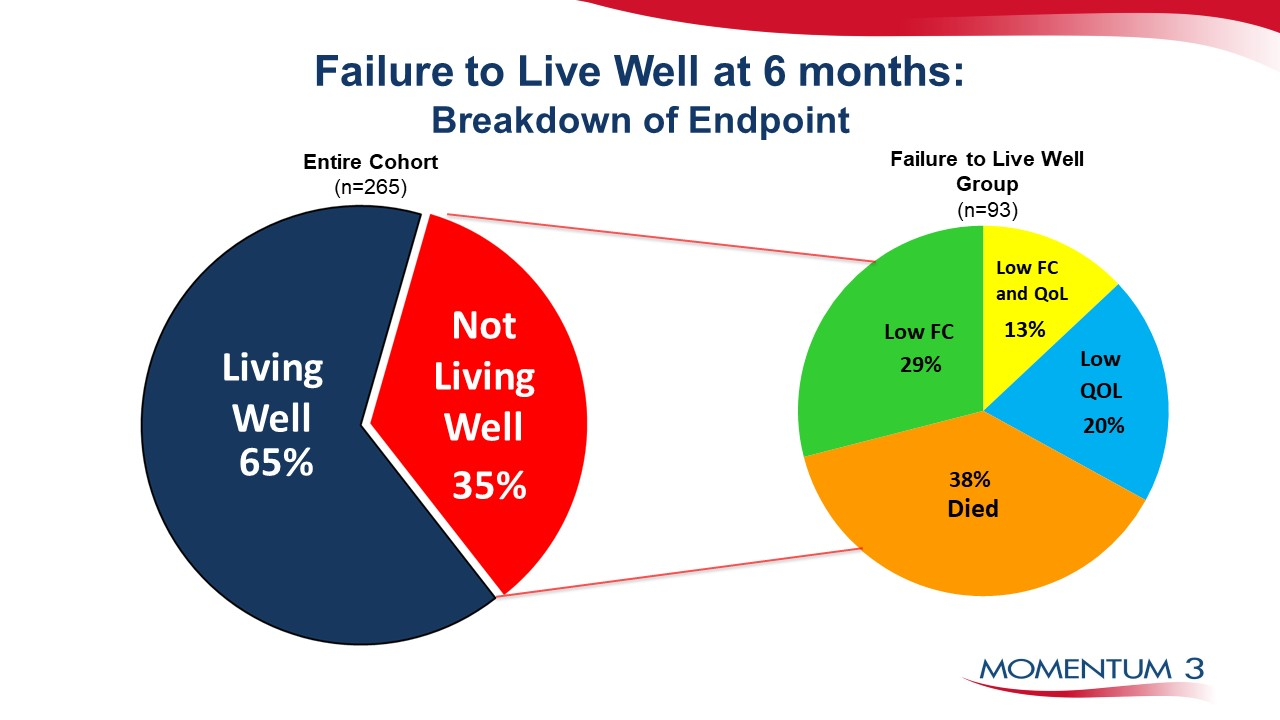 Failure to Live Well at 6 months:
Breakdown of Endpoint
Entire Cohort
(n=265)
Living
Well
65%
Not
Living
Well
35%
Failure to Live Well
Group
(n=93)
Low FC
and QoL
13%
Low FC
29%
Low
QOL
20%
38%
Died
MOMENTUM 3